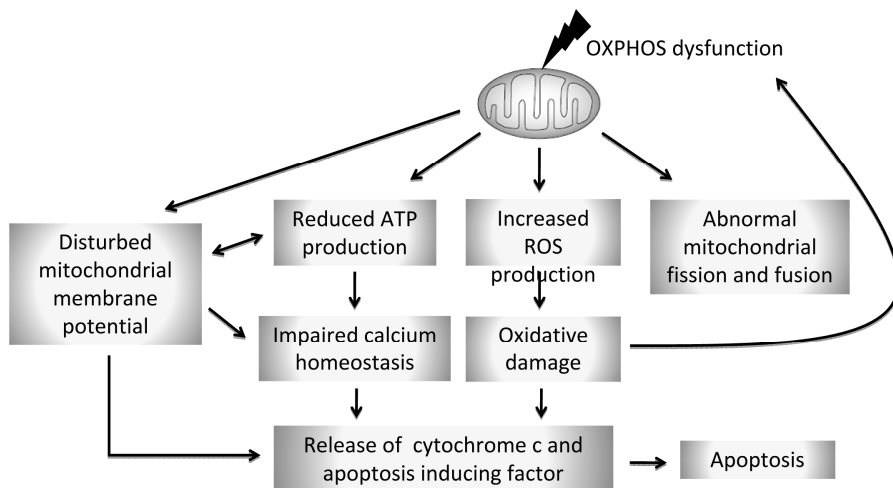 OXPHOS dysfunction
Reduced ATP
production
Increased
ROS
production
Abnormal
mitochondrial
fission and fusion
Disturbed
mitochondrial
membrane
potential
Impaired calcium
homeostasis
Oxidative
damage
Release of cytochrome c and
apoptosis inducing factor
Apoptosis